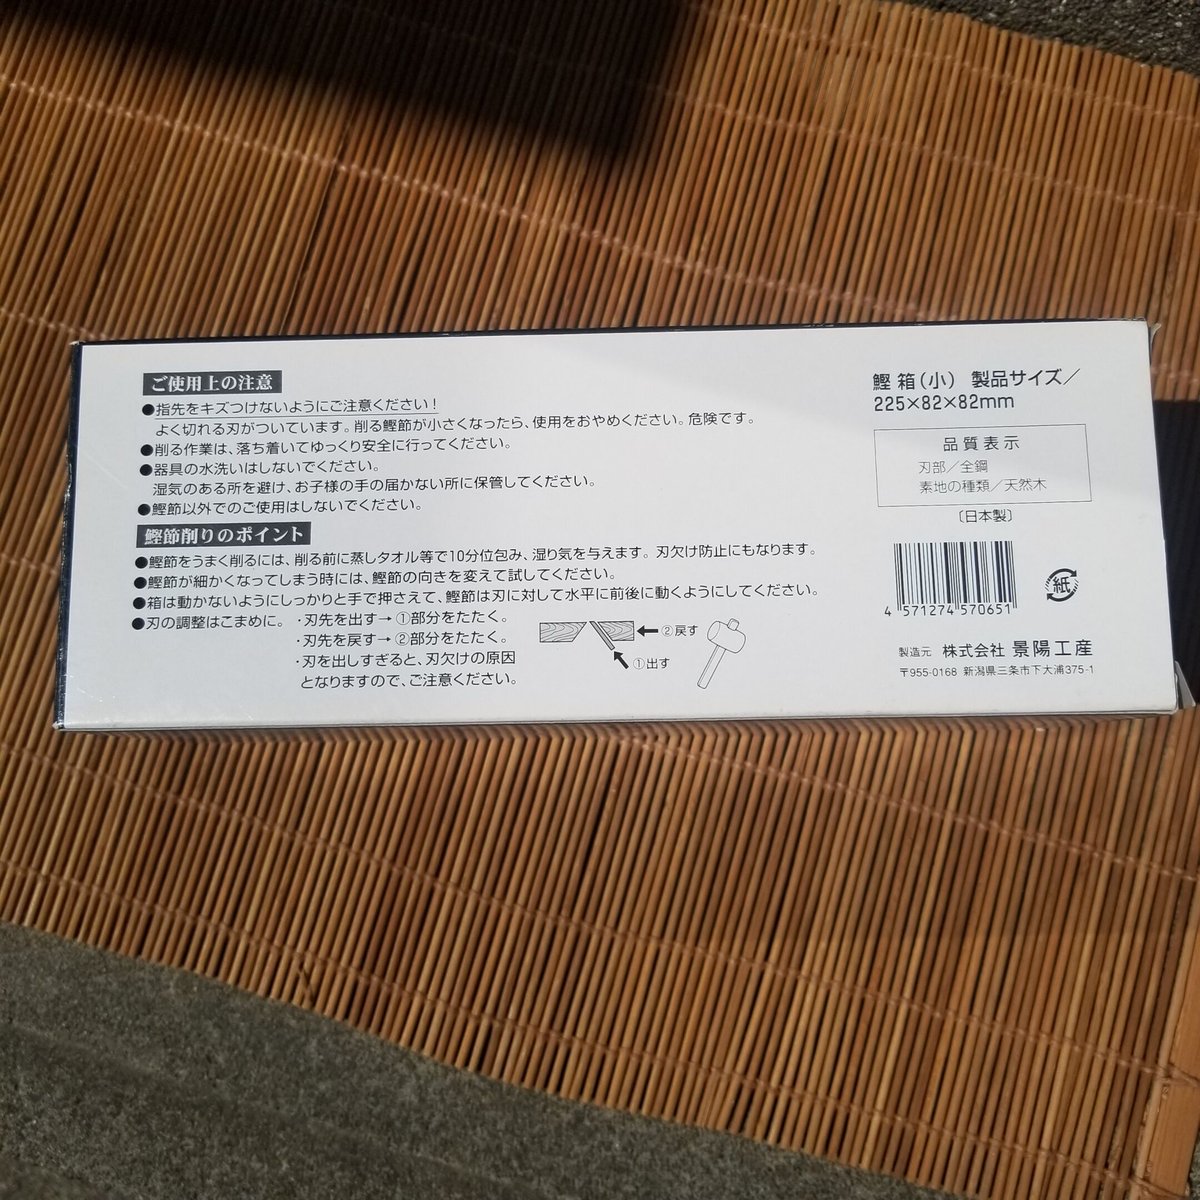 ご使用上の注意
●指先をキズつけないようにご注意ください!
よく切れる刃がついています。削る鰹節が小さくなったら、使用をおやめください。危険です。
●削る作業は、落ち着いてゆっくり安全に行ってください。
●器具の水洗いはしないでください。
湿気のある所を避け、お子様の手の届かない所に保管してください。
●鰹節以外でのご使用はしないでください。
鰹節削りのポイント
●鰹節をうまく削るには、削る前に蒸しタオル等で10分位包み、湿り気を与えます。刃欠け防止にもなります。
●鰹節が細かくなってしまう時には、鰹節の向きを変えて試してください。
●箱は動かないようにしっかりと手で押さえて、鰹節は刃に対して水平に前後に動くようにしてください。
●刃の調整はこまめに。 ・刃先を出す→①部分をたたく。
・刃先を戻す→②部分をたたく。
・刃を出しすぎると、刃欠けの原因
となりますので、ご注意ください。
②戻す
①出す
鰹箱(小) 製品サイズ/
225×82×82mm
品質表示
刃部/全鋼
素地の種類/天然木
〔日本製〕
4 571274 570651
紙
製造元 株式会社 景陽工産
〒955-0168 新潟県三条市下大浦375-1